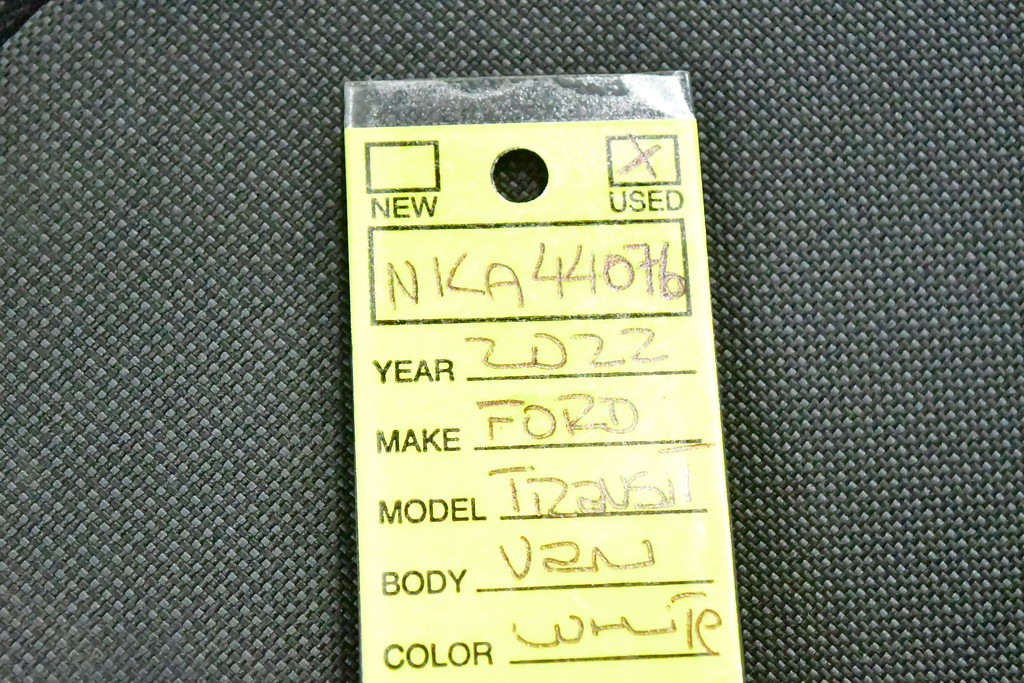 X
NEW USED
NKA44076
YEAR 2022
MAKE FORD
MODEL Transit
BODY Van
COLOR White